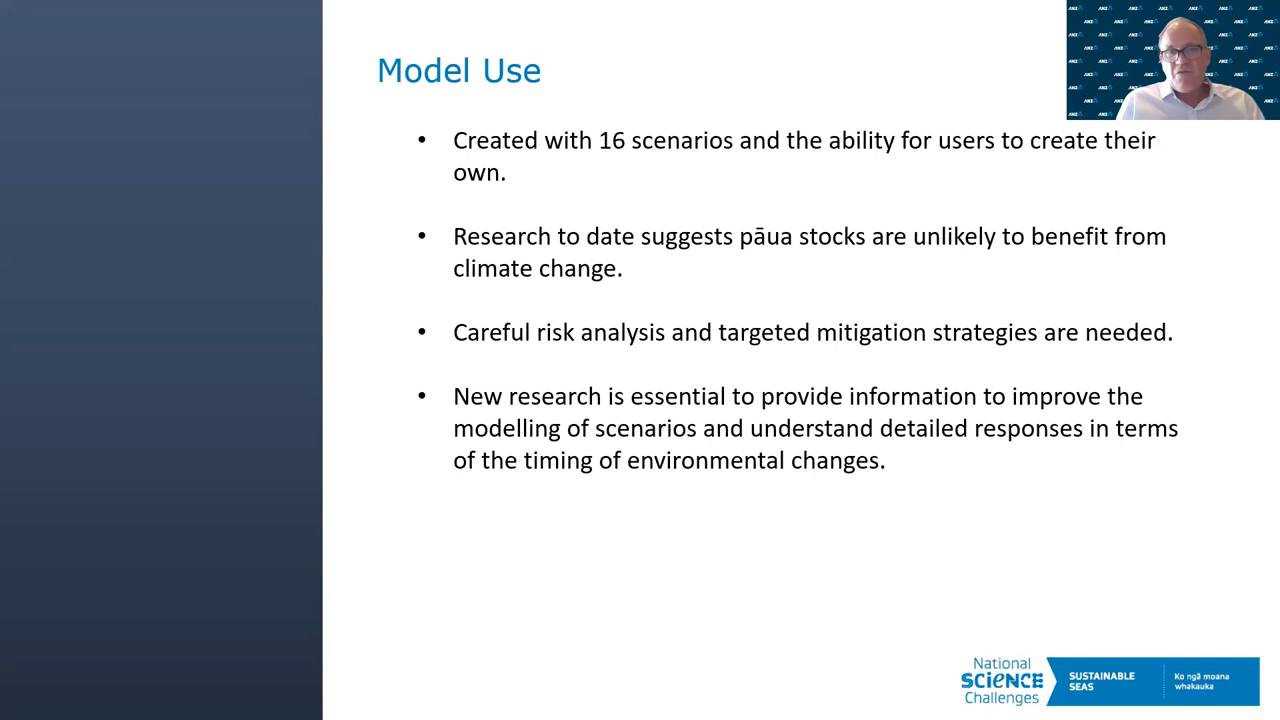 Model Use
• Created with 16 scenarios and the ability for users to create their
own.
• Research to date suggests pāua stocks are unlikely to benefit from
climate change.
• Careful risk analysis and targeted mitigation strategies are needed.
• New research is essential to provide information to improve the
modelling of scenarios and understand detailed responses in terms
of the timing of environmental changes.
National
SCIENCE
Challenges
SUSTAINABLE
SEAS
Ko ngā moana
whakauka